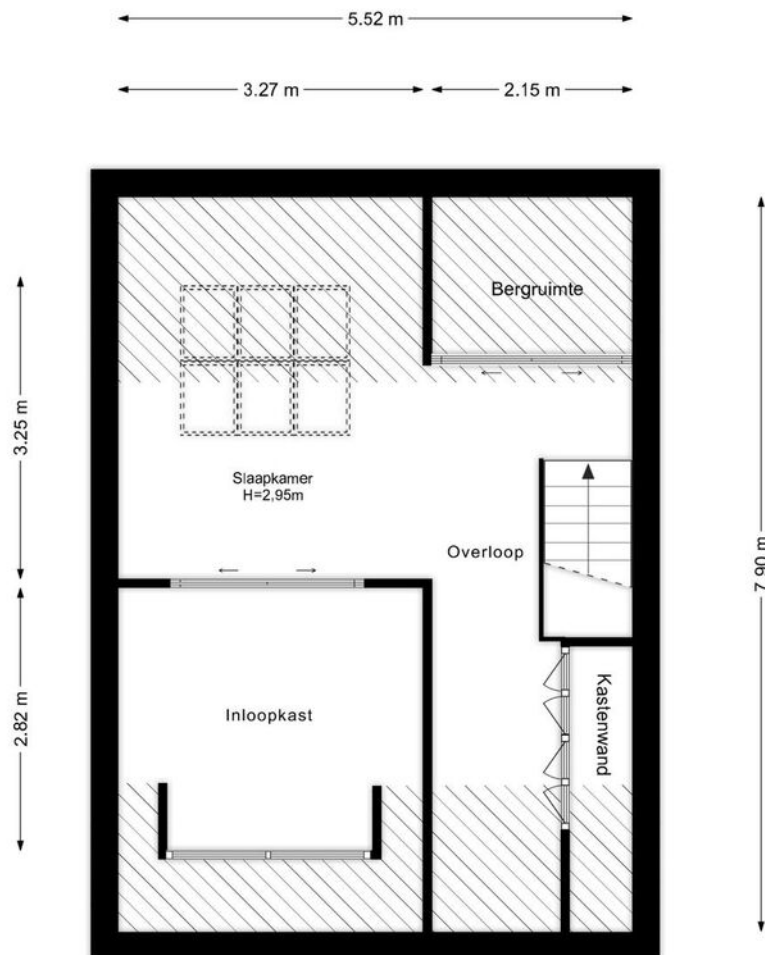 5.52 m
3.27 m
2.15 m
Bergruimte
3.25 m
Slaapkamer
H=2,95m
Overloop
7.90 m
2.82 m
Inloopkast
Kastenwand